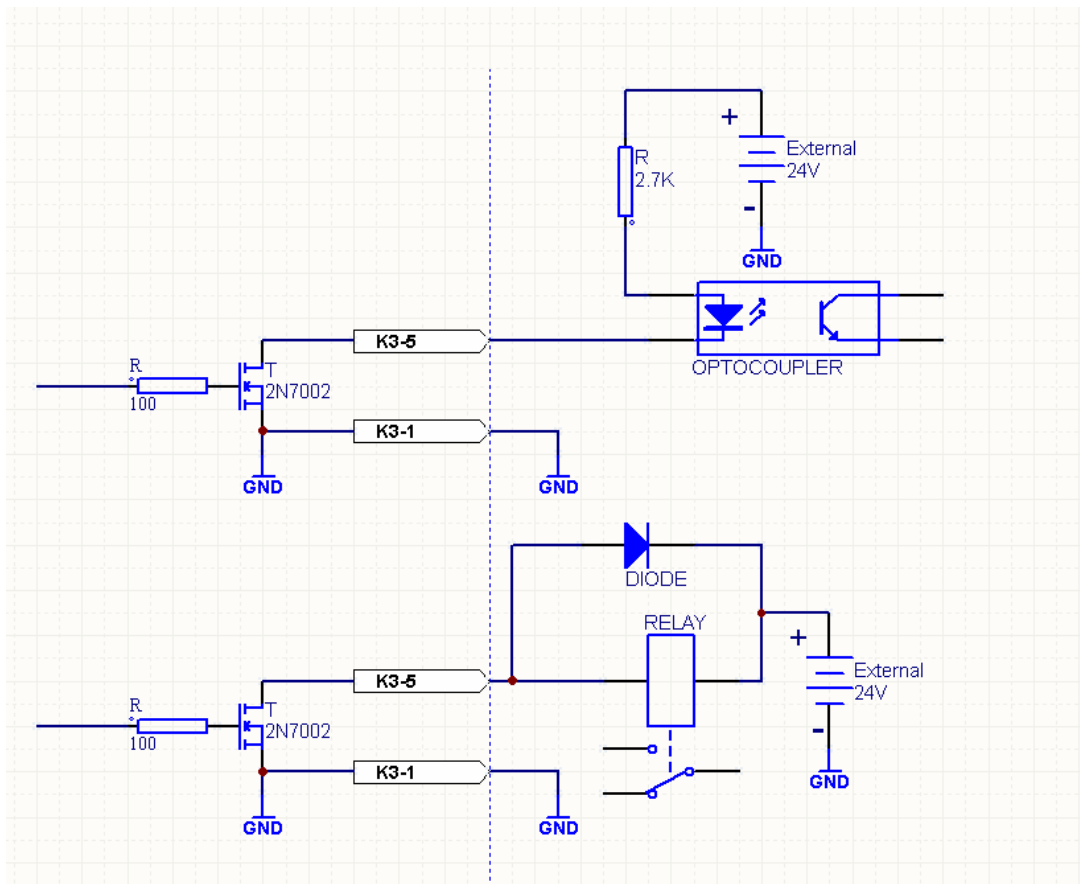 +
External
24V
-
GND
R
2.7K
OPTOCOUPLER
K3-5
R
100
T
2N7002
K3-1
GND
GND
DIODE
RELAY
+
External
24V
-
GND
K3-5
R
100
T
2N7002
K3-1
GND
GND